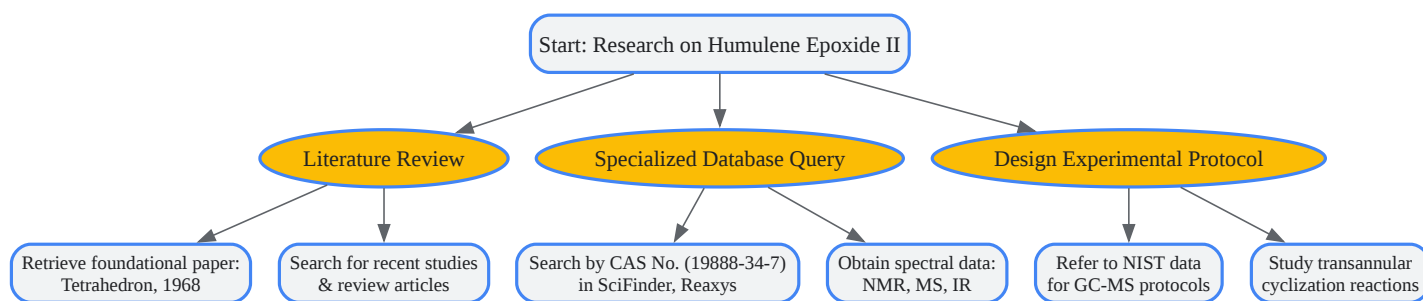 Start: Research on Humulene Epoxide II
Literature Review
Specialized Database Query
Design Experimental Protocol
Retrieve foundational paper:
Tetrahedron, 1968
Search for recent studies
& review articles
Search by CAS No. (19888-34-7)
in SciFinder, Reaxys
Obtain spectral data:
NMR, MS, IR
Refer to NIST data
for GC-MS protocols
Study transannular
cyclization reactions